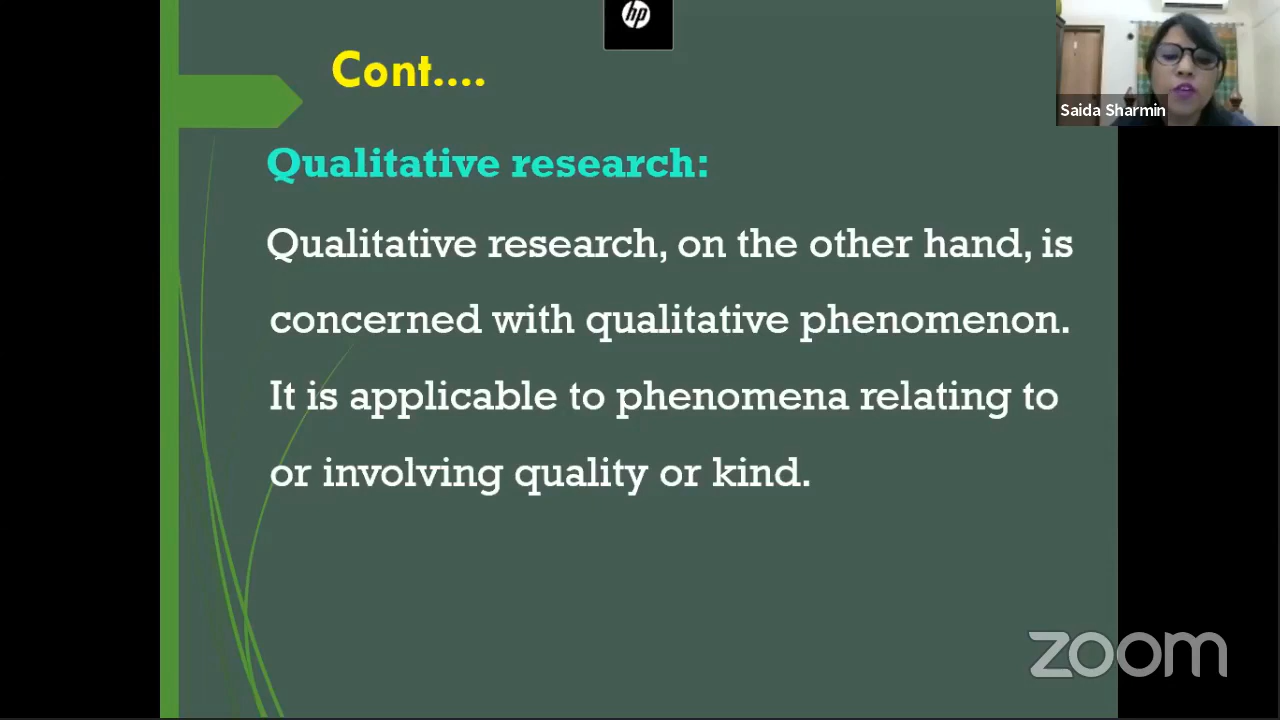 hp
Cont....
Saida Sharmin
Qualitative research:
Qualitative research, on the other hand, is
concerned with qualitative phenomenon.
It is applicable to phenomena relating to
or involving quality or kind.
zoom